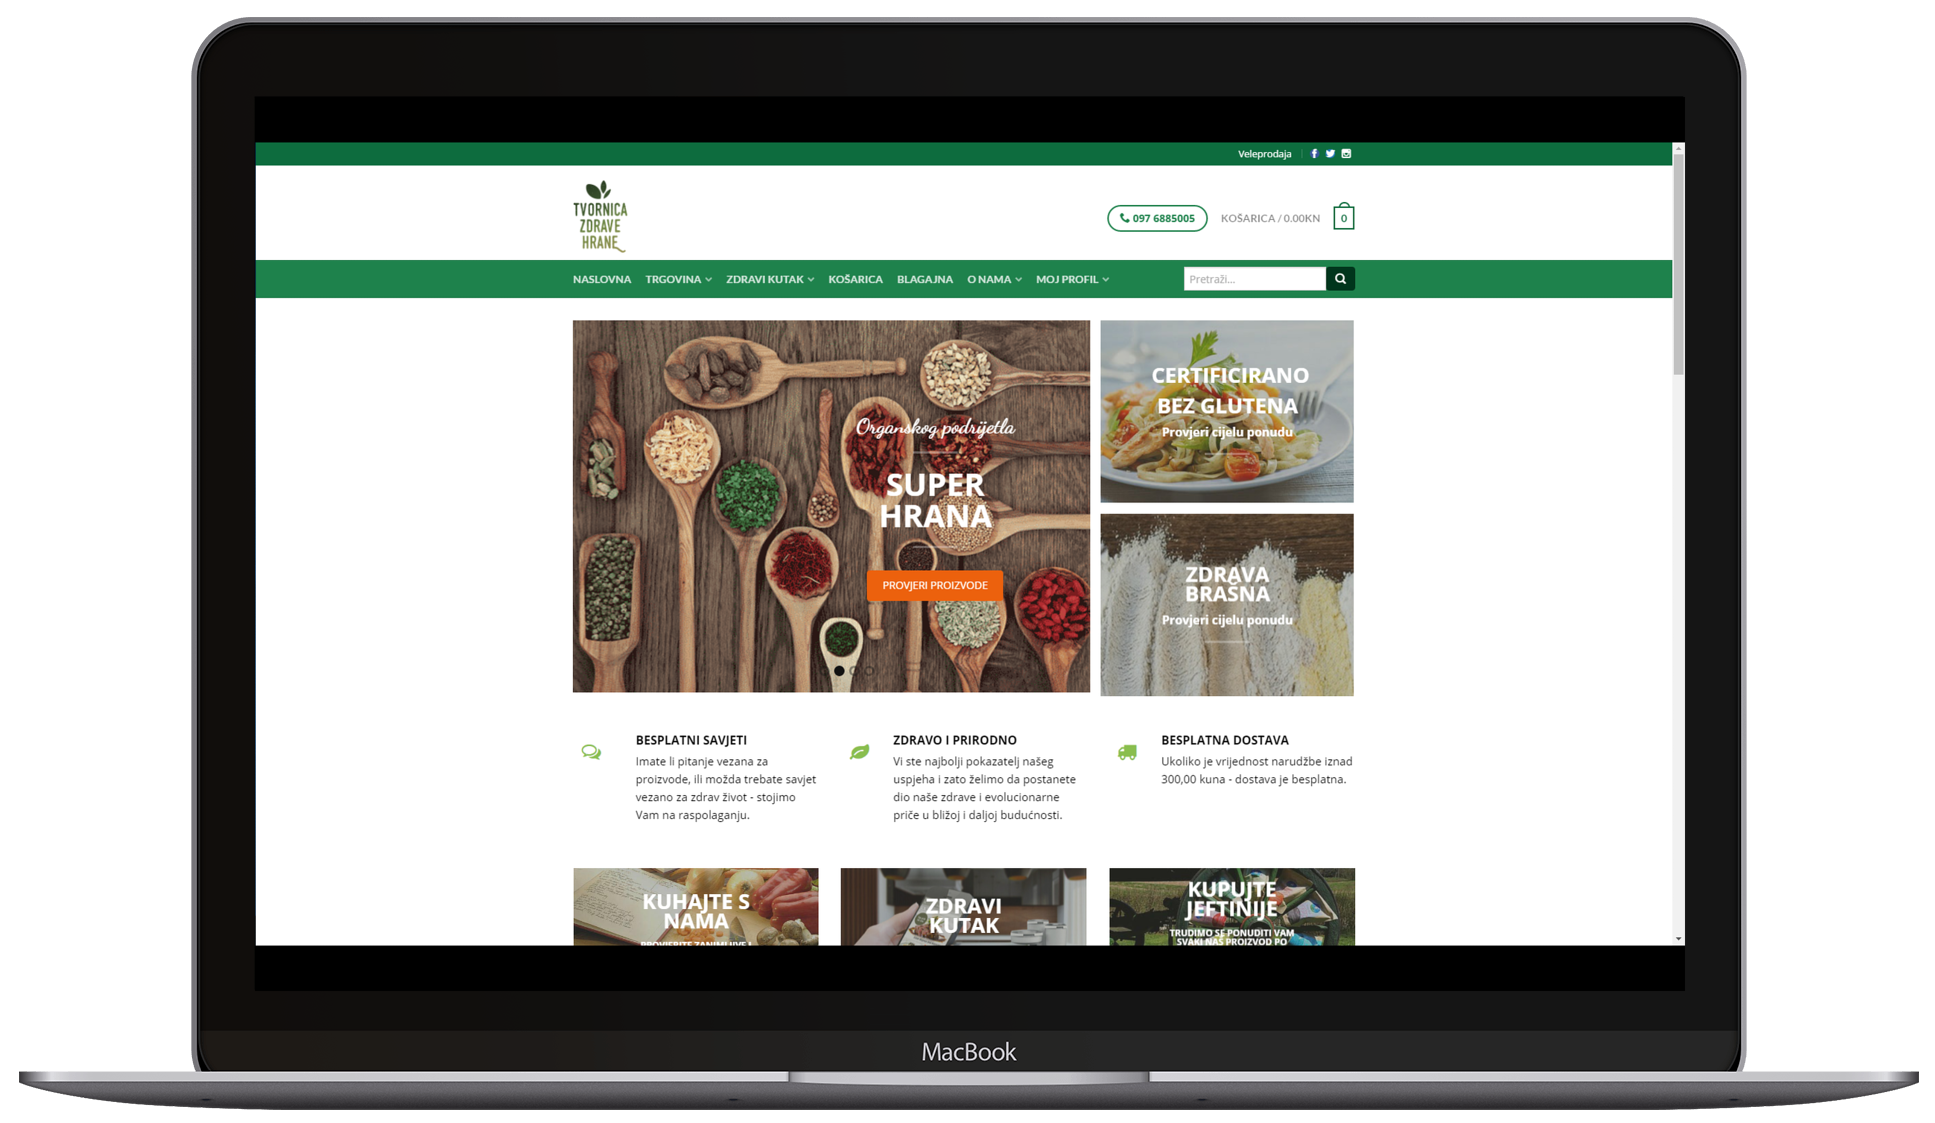 Veleprodaja
TVORNICA
ZDRAVE
HRANE
097 6885005
KOŠARICA / 0.00KN
0
NASLOVNA TRGOVINA ZDRAVI KUTAK KOŠARICA BLAGAJNA O NAMA MOJ PROFIL
Pretraži...
Organskog podrijetla
SUPER
HRANA
PROVJERI PROIZVODE
CERTIFICIRANO
BEZ GLUTENA
Provjeri cijelu ponudu
ZDRAVA
BRAŠNA
Provjeri cijelu ponudu
BESPLATNI SAVJETI
Imate li pitanje vezana za
proizvode, ili možda trebate savjet
vezano za zdrav život - stojimo
Vam na raspolaganju.
ZDRAVO I PRIRODNO
Vi ste najbolji pokazatelj našeg
uspjeha i zato želimo da postanete
dio naše zdrave i evolucionarne
priče u bližoj i daljoj budućnosti.
BESPLATNA DOSTAVA
Ukoliko je vrijednost narudžbe iznad
300,00 kuna - dostava je besplatna.
KUHAJTE S
NAMA
PROVJERITE ZANIMLJIVE I
ZDRAVI
KUTAK
KUPUJTE
JEFTINIJE
TRUDIMO SE PONUDITI VAM
SVAKI NAŠ PROIZVOD PO
MacBook